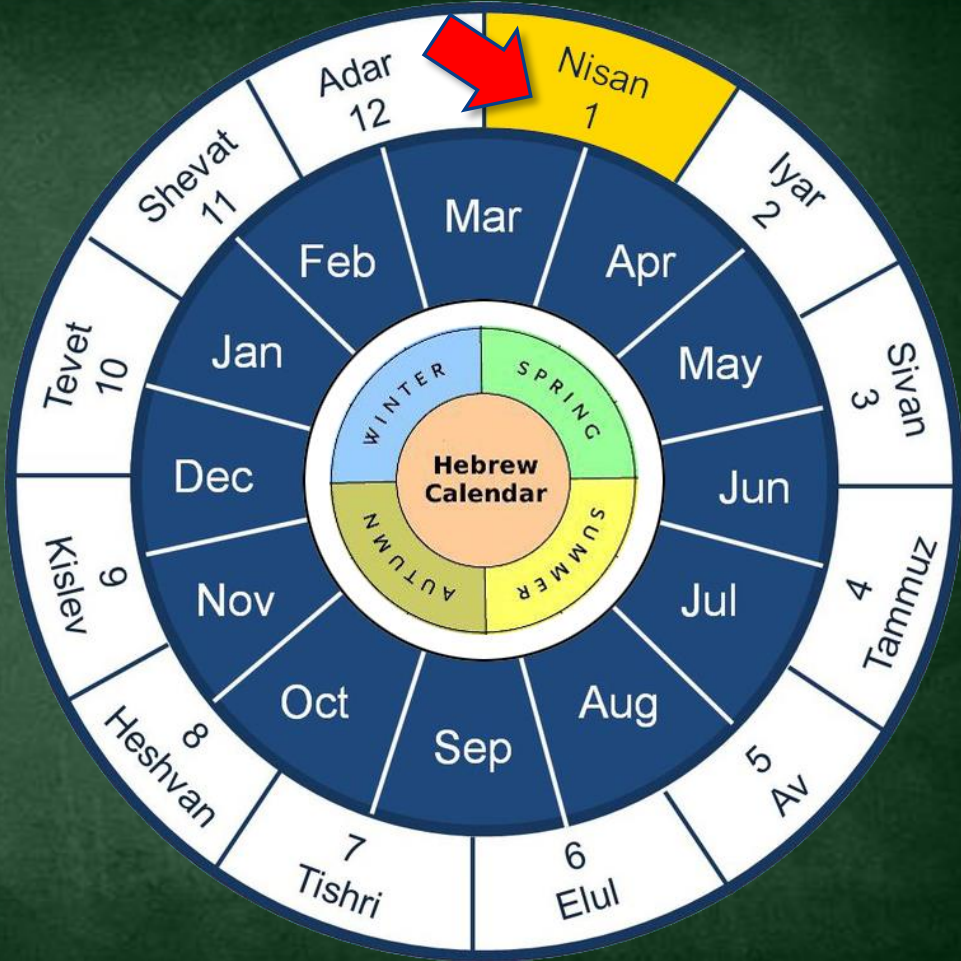 Nisan
1
Iyar
2
Sivan
3
4
Tammuz
5
Av
6
Elul
7
Tishri
8
Heshvan
9
Kislev
Tevet
10
Shevat
11
Adar
12
Mar
Apr
May
Jun
Jul
Aug
Sep
Oct
Nov
Dec
Jan
Feb
SPRING
SUMMER
AUTUMN
WINTER
Hebrew
Calendar